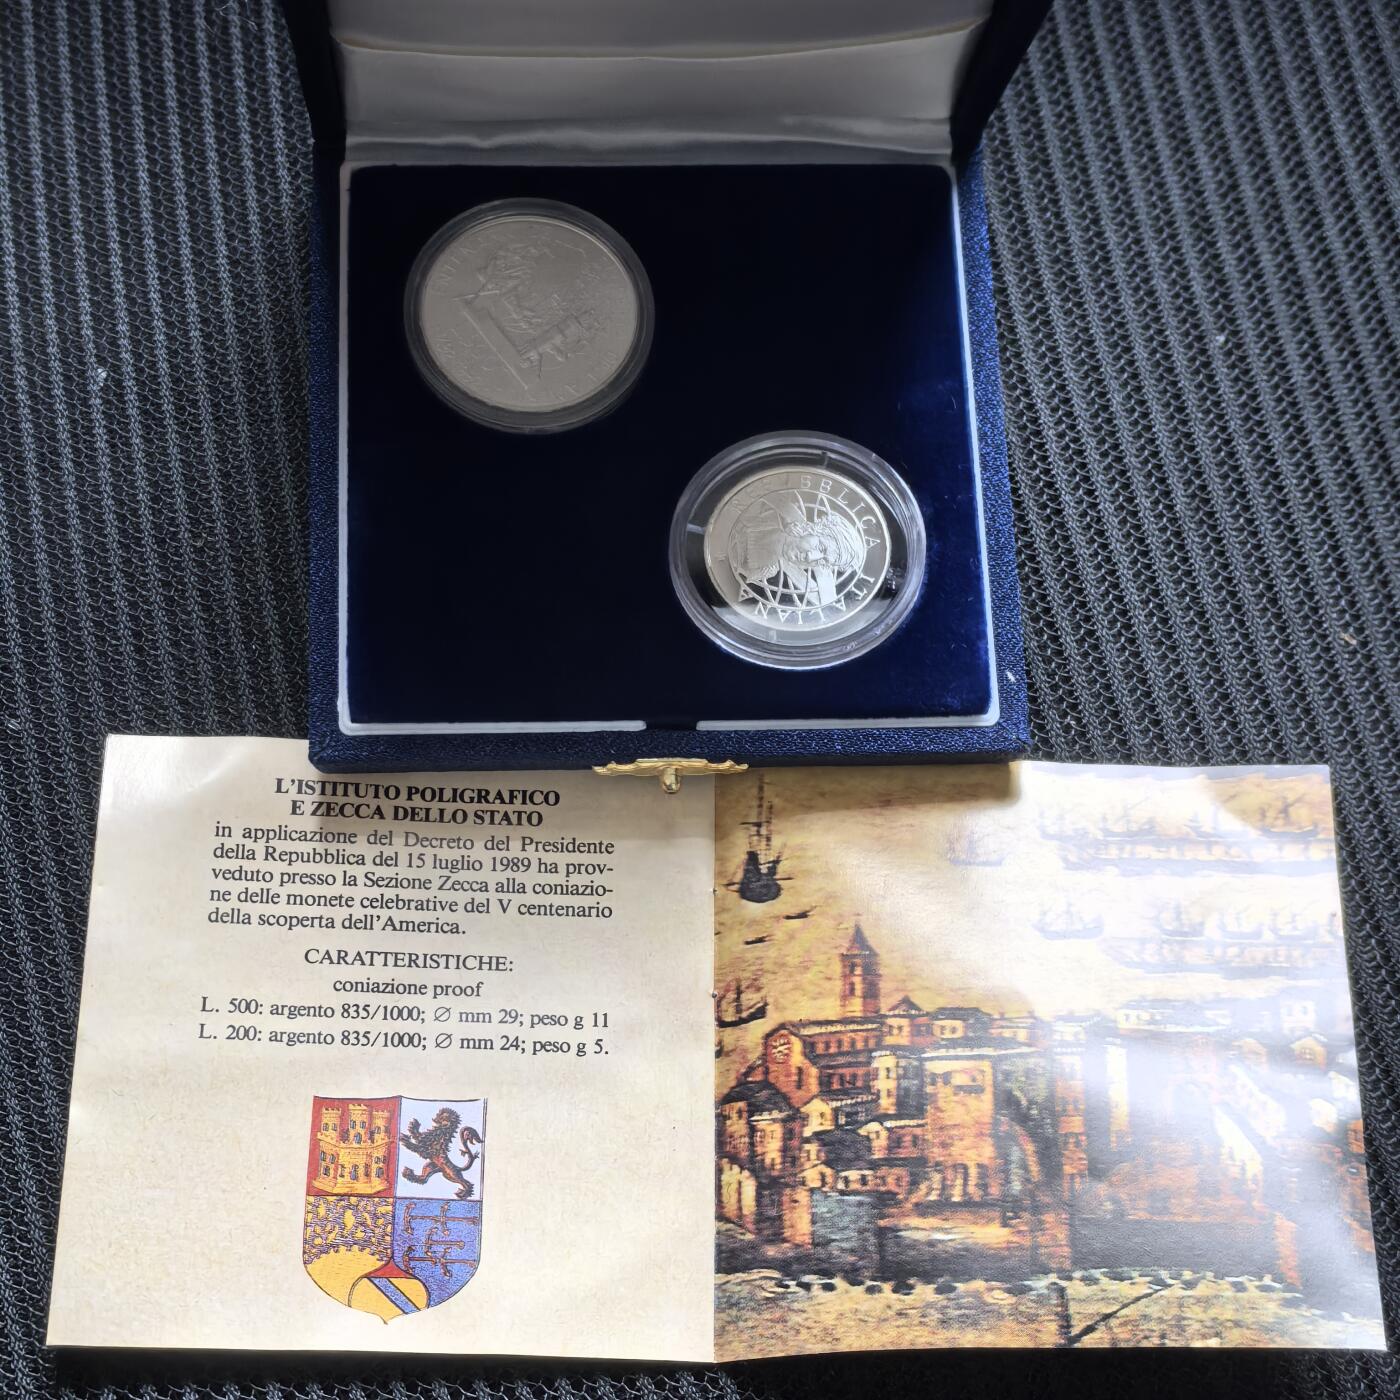 REPVBBLICA ITALIANA
L'ISTITUTO POLIGRAFICO
E ZECCA DELLO STATO
in applicazione del Decreto del Presidente
della Repubblica del 15 luglio 1989 ha prov-
veduto presso la Sezione Zecca alla coniazio-
ne delle monete celebrative del V centenario
della scoperta dell'America.
CARATTERISTICHE:
coniazione proof
L. 500: argento 835/1000; ∅ mm 29; peso g 11
L. 200: argento 835/1000; ∅ mm 24; peso g 5.